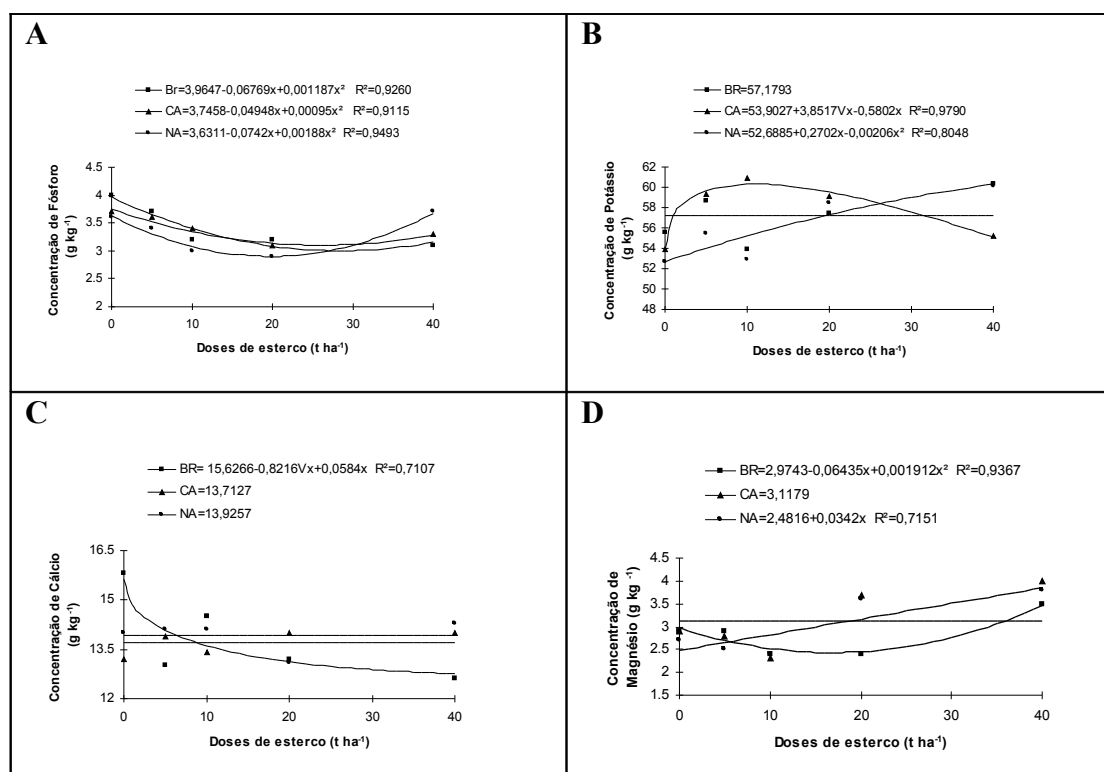 A
Br=3,9647-0,06769x+0,001187x² R²=0,9260
CA=3,7458-0,04948x+0,00095x² R²=0,9115
NA=3,6311-0,0742x+0,00188x² R²=0,9493
Concentração de Fósforo
(g kg⁻¹)
4.5
4
3.5
3
2.5
2
0 10 20 30 40
Doses de esterco (t ha⁻¹)
B
BR=57,1793
CA=53,9027+3,8517Vx-0,5802x R²=0,9790
NA=52,6885+0,2702x-0,00206x² R²=0,8048
Concentração de Potássio
(g kg⁻¹)
62
60
58
56
54
52
50
48
0 10 20 30 40
Doses de esterco (t ha⁻¹)
C
BR= 15,6266-0,8216Vx+0,0584x R²=0,7107
CA=13,7127
NA=13,9257
Concentração de Cálcio
(g kg⁻¹)
16.5
15
13.5
12
0 10 20 30 40
Doses de esterco (t ha⁻¹)
D
BR=2,9743-0,06435x+0,001912x² R²=0,9367
CA=3,1179
NA=2,4816+0,0342x R²=0,7151
Concentração de
Magnésio (g kg⁻¹)
4.5
4
3.5
3
2.5
2
1.5
0 10 20 30 40
Doses de esterco (t ha⁻¹)